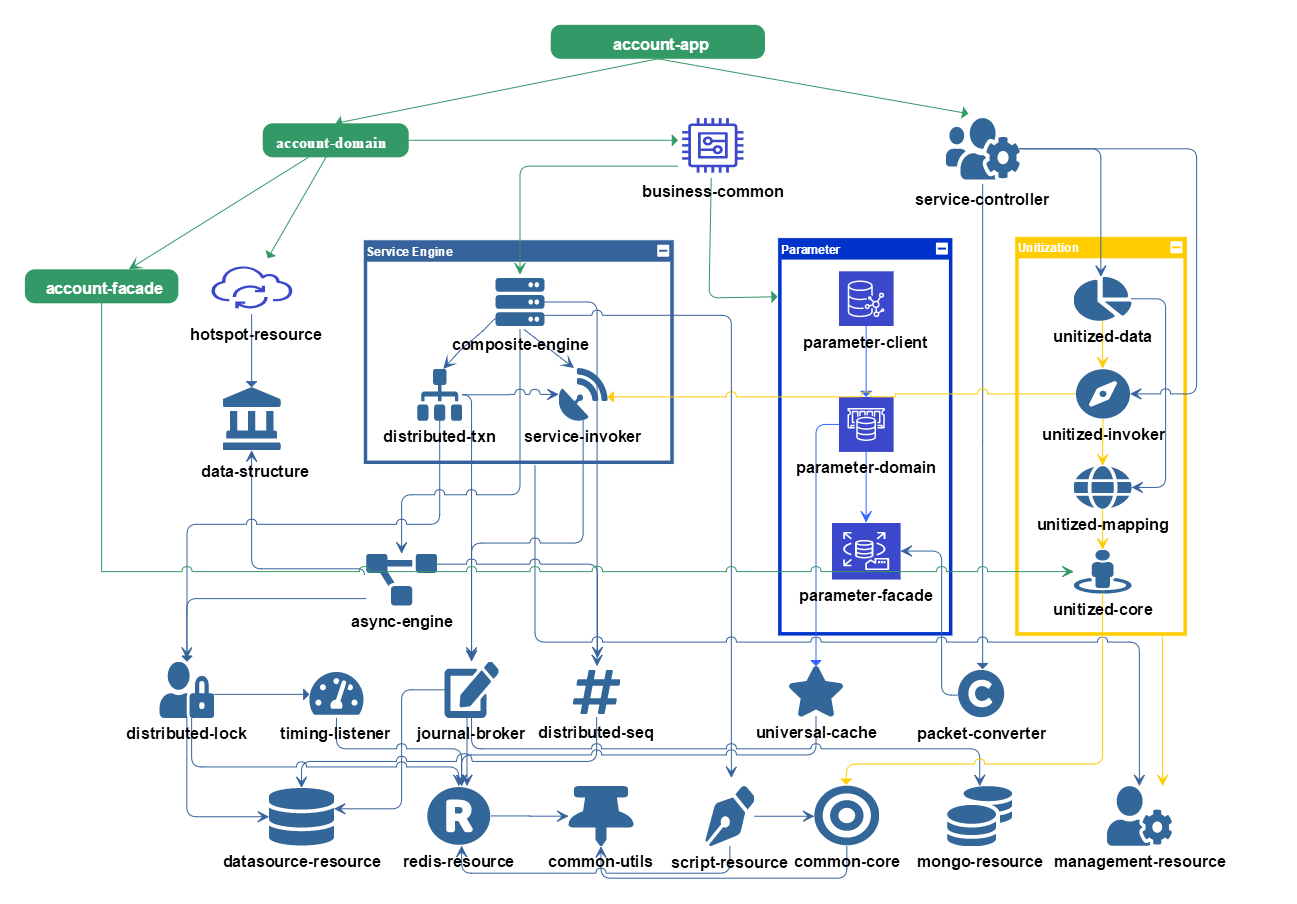 account-app
account-domain
business-common
service-controller
account-facade
hotspot-resource
Service Engine
Parameter
Unitization
composite-engine
parameter-client
unitized-data
distributed-txn
service-invoker
unitized-invoker
data-structure
parameter-domain
unitized-mapping
parameter-facade
unitized-core
async-engine
distributed-lock
timing-listener
journal-broker
distributed-seq
universal-cache
packet-converter
R
C
datasource-resource
redis-resource
common-utils
script-resource
common-core
mongo-resource
management-resource